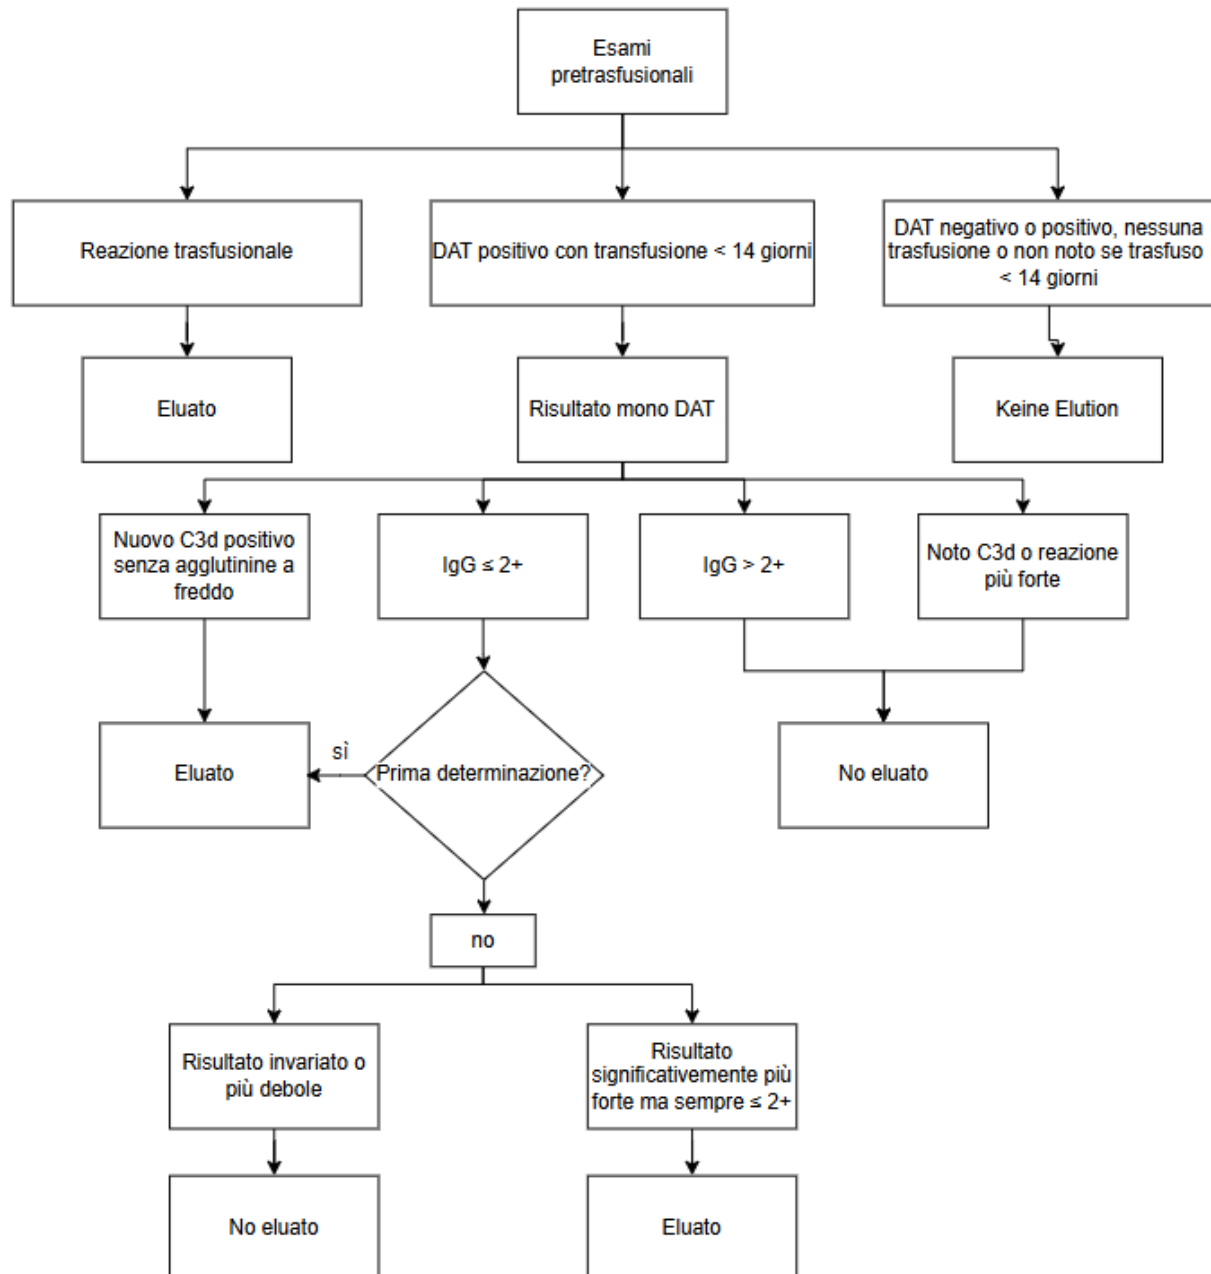 Esami
pretrasfusionali
Reazione trasfusionale
DAT positivo con transfusione < 14 giorni
DAT negativo o positivo, nessuna
trasfusione o non noto se trasfuso
< 14 giorni
Eluato
Risultato mono DAT
Keine Elution
Nuovo C3d positivo
senza agglutinine a
freddo
IgG ≤ 2+
IgG > 2+
Noto C3d o reazione
più forte
Eluato
sì
Prima determinazione?
No eluato
no
Risultato invariato o
più debole
Risultato
significativamente più
forte ma sempre ≤ 2+
No eluato
Eluato